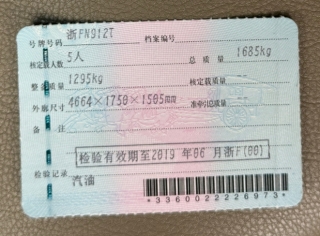 号牌号码 浙FN912T 档案编号
核定载人数 5人 总质量 1685kg
整备质量 1295kg 核定载质量 --
外廓尺寸 4664×1750×1505mm 准牵引总质量 --
备注
检验有效期至2019年06月浙F(00)
检验记录
汽油
*3360022226973*